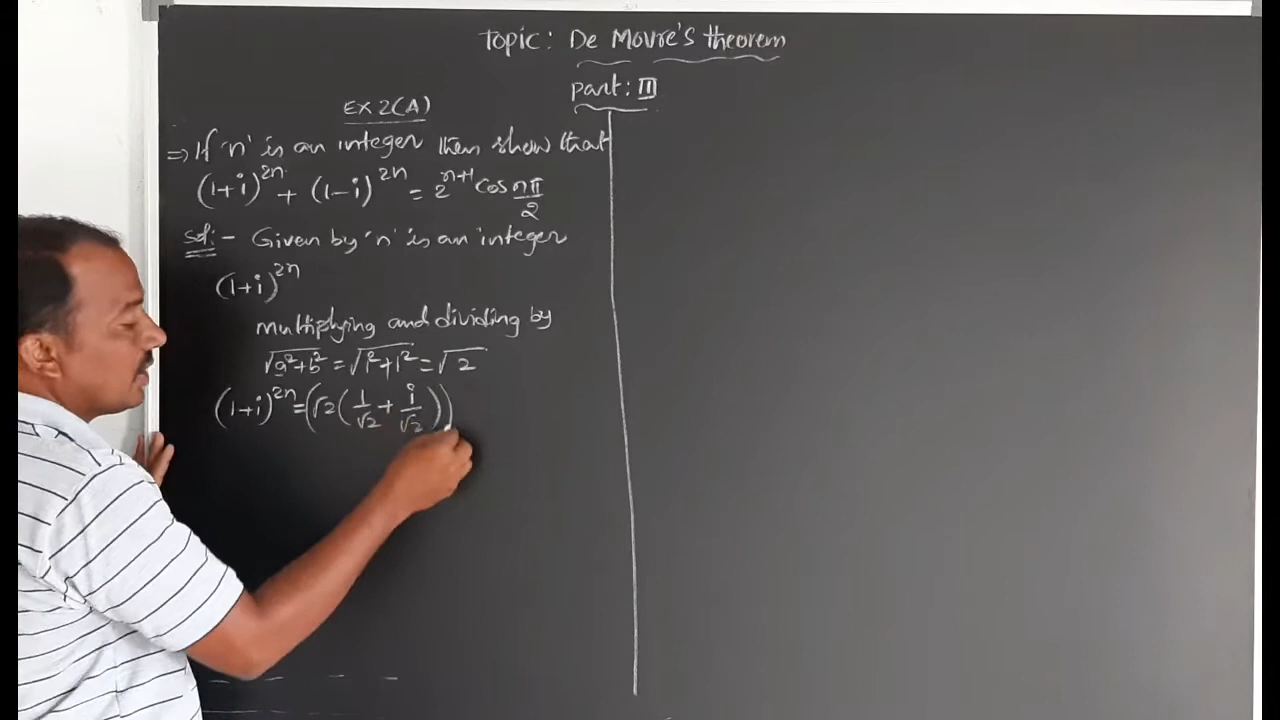 Topic: De Movre's theorem
part: II
EX 2(A)
⇒ If 'n' is an integer then show that
(1+i)^2n + (1-i)^2n = 2^n+1 Cos nπ/2
Sol:- Given by 'n' is an integer
(1+i)^2n
multiplying and dividing by
√a²+b² = √1²+1² = √2
(1+i)^2n = (√2(1/√2 + i/√2))